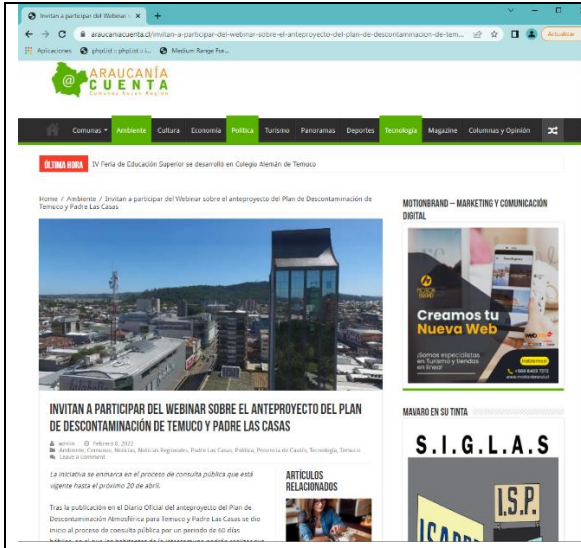 Invitan a participar del Webinar s
araucaniacuenta.cl/invitan-a-participar-del-webinar-sobre-el-anteproyecto-del-plan-de-descontaminacion-de-tem...
Actualizar
Aplicaciones
phpList :: phpList :: i...
Medium Range For...
ARAUCANÍA
CUENTA
Comunas Hacen Región
Comunas
Ambiente
Cultura
Economía
Política
Turismo
Panoramas
Deportes
Tecnología
Magazine
Columnas y Opinión
ÚLTIMA HORA
IV Feria de Educación Superior se desarrolló en Colegio Alemán de Temuco
Home / Ambiente / Invitan a participar del Webinar sobre el anteproyecto del Plan de Descontaminación de
Temuco y Padre Las Casas
INVITAN A PARTICIPAR DEL WEBINAR SOBRE EL ANTEPROYECTO DEL PLAN
DE DESCONTAMINACIÓN DE TEMUCO Y PADRE LAS CASAS
admin Febrero 8, 2022
Ambiente, Comunas, Noticias, Noticias Regionales, Padre Las Casas, Política, Provincia de Cautín, Tecnología, Temuco
Leave a comment
La iniciativa se enmarca en el proceso de consulta pública que está
vigente hasta el próximo 20 de abril.
Tras la publicación en el Diario Oficial del anteproyecto del Plan de
Descontaminación Atmosférica para Temuco y Padre Las Casas se dio
inicio al proceso de consulta pública por un periodo de 60 días
ARTÍCULOS
RELACIONADOS
MOTIONBRAND – MARKETING Y COMUNICACIÓN
DIGITAL
MOTION
BRAND
Creamos tu
Nueva Web
¡Somos especialistas
en Turismo y tiendas
en línea!
Hablemos
MAVARO EN SU TINTA
S.I.G.L.A.S
I.S.P.
ISAPRE